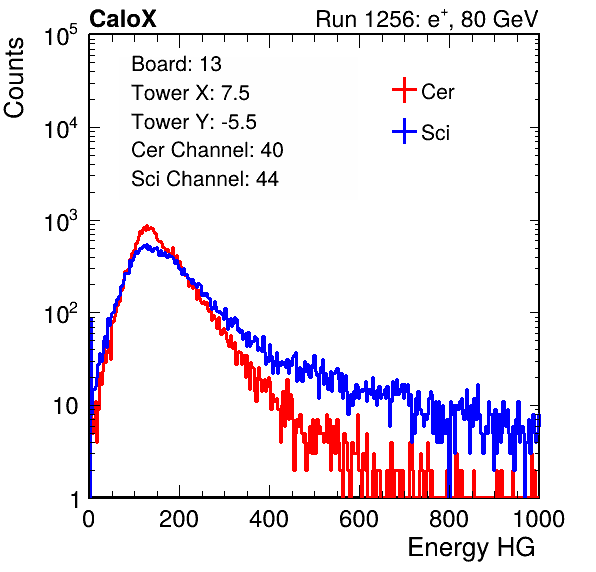 CaloX Run 1256: e⁺, 80 GeV
Counts
Board: 13
Tower X: 7.5
Tower Y: -5.5
Cer Channel: 40
Sci Channel: 44
Cer
Sci
10⁵
10⁴
10³
10²
10
1
0 200 400 600 800 1000
Energy HG